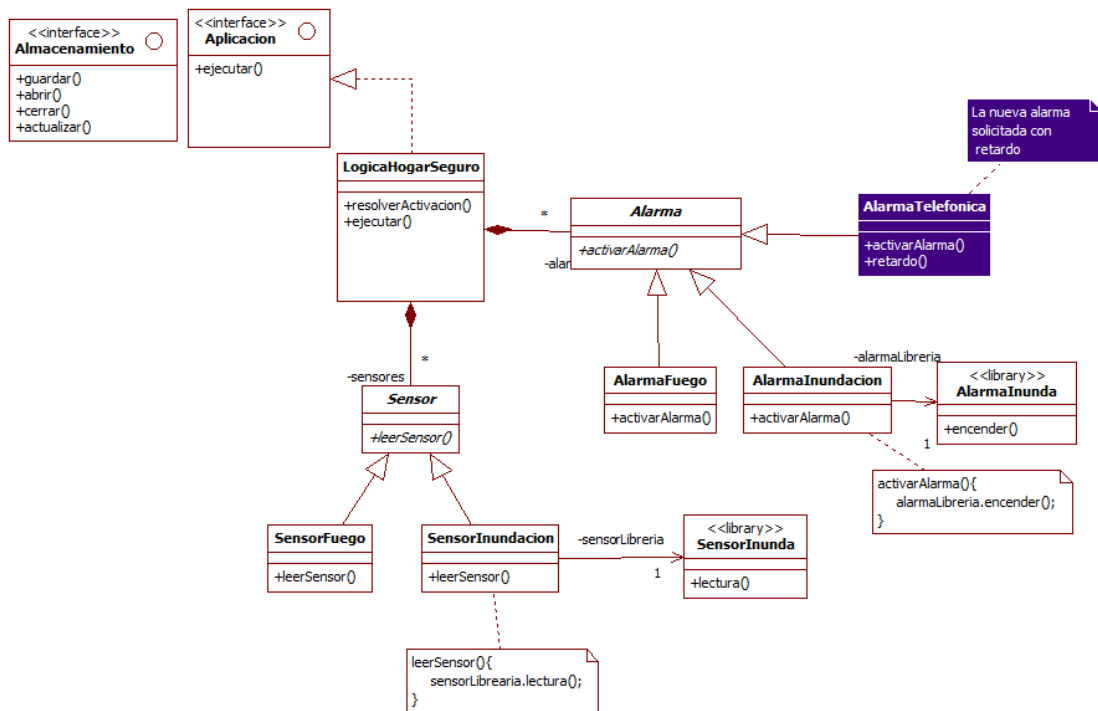 <<interface>>
Almacenamiento
+guardar()
+abrir()
+cerrar()
+actualizar()
<<interface>>
Aplicacion
+ejecutar()
La nueva alarma
solicitada con
retardo
LogicaHogarSeguro
+resolverActivacion()
+ejecutar()
*
-alar
Alarma
+activarAlarma()
AlarmaTelefonica
+activarAlarma()
+retardo()
*
-sensores
Sensor
+leerSensor()
AlarmaFuego
+activarAlarma()
AlarmaInundacion
+activarAlarma()
-alarmaLibreria
1
<<library>>
AlarmaInunda
+encender()
activarAlarma(){
alarmaLibreria.encender();
}
SensorFuego
+leerSensor()
SensorInundacion
+leerSensor()
-sensorLibreria
1
<<library>>
SensorInunda
+lectura()
leerSensor(){
sensorLibrearia.lectura();
}